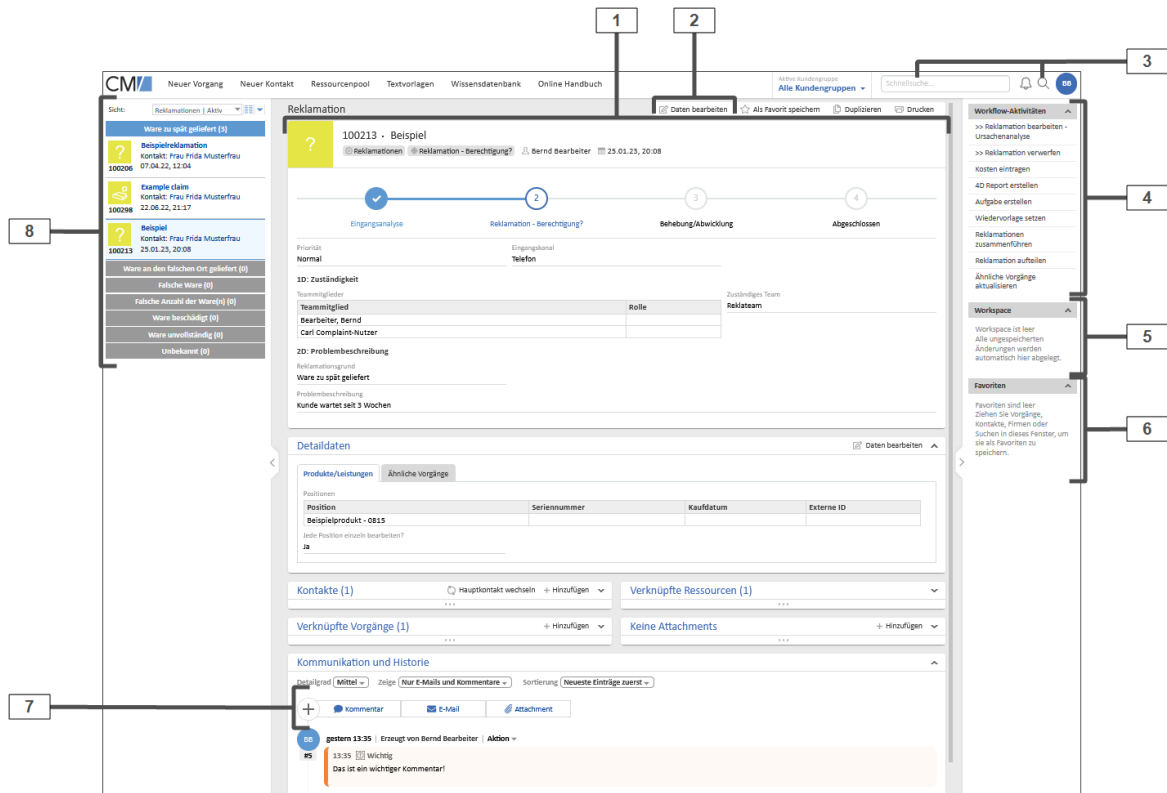 1
2
3
CM
Neuer Vorgang Neuer Kontakt Ressourcenpool Textvorlagen Wissensdatenbank Online Handbuch
Aktive Kundengruppe
Alle Kundengruppen
Schnellsuche...
BB
Sicht: Reklamationen | Aktiv
Ware zu spät geliefert (3)
Beispielreklamation
Kontakt: Frau Frida Musterfrau
100206 07.04.22, 12:04
Example claim
Kontakt: Frau Frida Musterfrau
100298 22.06.22, 21:17
Beispiel
Kontakt: Frau Frida Musterfrau
100213 25.01.23, 20:08
Ware an den falschen Ort geliefert (0)
Falsche Ware (0)
Falsche Anzahl der Ware(n) (0)
Ware beschädigt (0)
Ware unvollständig (0)
Unbekannt (0)
8
Reklamation
Daten bearbeiten Als Favorit speichern Duplizieren Drucken
?
100213 · Beispiel
Reklamationen Reklamation - Berechtigung? Bernd Bearbeiter 25.01.23, 20:08
2 3 4
Eingangsanalyse Reklamation - Berechtigung? Behebung/Abwicklung Abgeschlossen
Priorität Eingangskanal
Normal Telefon
1D: Zuständigkeit
Teammitglieder Zuständiges Team
Teammitglied Rolle Reklateam
Bearbeiter, Bernd
Carl Complaint-Nutzer
2D: Problembeschreibung
Reklamationsgrund
Ware zu spät geliefert
Problembeschreibung
Kunde wartet seit 3 Wochen
Detaildaten Daten bearbeiten
Produkte/Leistungen Ähnliche Vorgänge
Positionen
Position Seriennummer Kaufdatum Externe ID
Beispielprodukt - 0815
Jede Position einzeln bearbeiten?
Ja
Kontakte (1) Hauptkontakt wechseln + Hinzufügen
Verknüpfte Ressourcen (1)
Verknüpfte Vorgänge (1) + Hinzufügen
Keine Attachments + Hinzufügen
Kommunikation und Historie
Detailgrad Mittel Zeige Nur E-Mails und Kommentare Sortierung Neueste Einträge zuerst
7
+ Kommentar E-Mail Attachment
BB gestern 13:35 | Erzeugt von Bernd Bearbeiter | Aktion
#5 13:35 Wichtig
Das ist ein wichtiger Kommentar!
Workflow-Aktivitäten
>> Reklamation bearbeiten -
Ursachenanalyse
>> Reklamation verwerfen
Kosten eintragen
4D Report erstellen
Aufgabe erstellen
Wiedervorlage setzen
Reklamationen
zusammenführen
Reklamation aufteilen
Ähnliche Vorgänge
aktualisieren
4
Workspace
Workspace ist leer
Alle ungespeicherten
Änderungen werden
automatisch hier abgelegt.
5
Favoriten
Favoriten sind leer
Ziehen Sie Vorgänge,
Kontakte, Firmen oder
Suchen in dieses Fenster, um
sie als Favoriten zu
speichern.
6